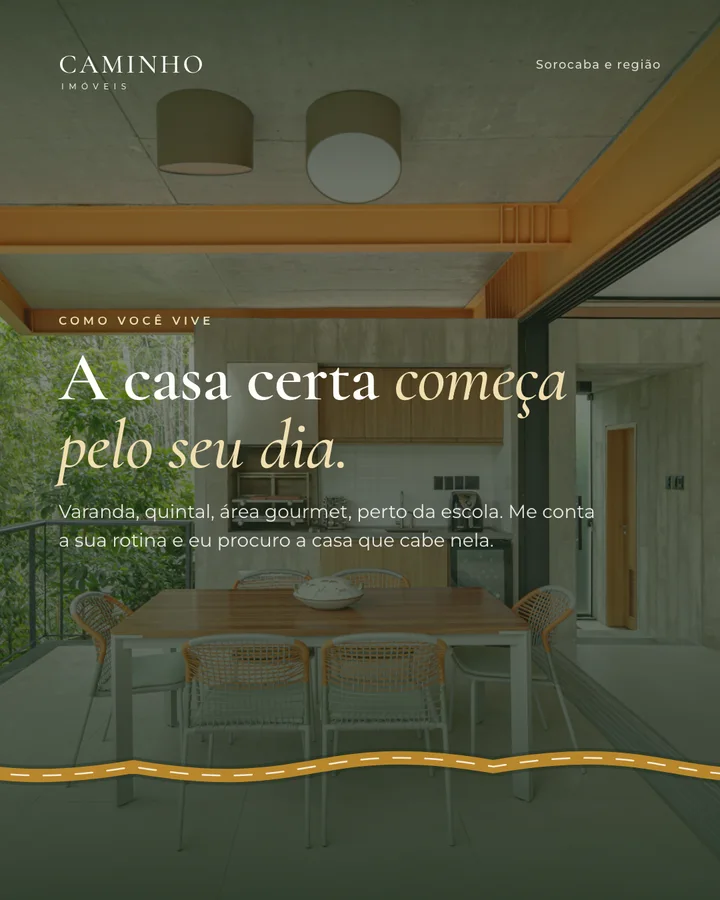 CAMINHO
IMÓVEIS
Sorocaba e região
COMO VOCÊ VIVE
A casa certa começa
pelo seu dia.
Varanda, quintal, área gourmet, perto da escola. Me conta
a sua rotina e eu procuro a casa que cabe nela.